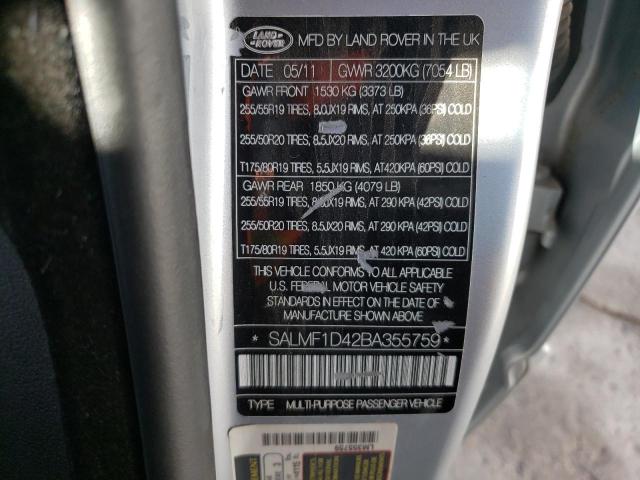 LAND ROVER
MFD BY LAND ROVER IN THE UK
DATE 05/11 GVWR 3200KG (7054 LB)
GAWR FRONT 1530 KG (3373 LB)
255/55R19 TIRES, 8.0JX19 RIMS, AT 250KPA (36PSI) COLD
255/50R20 TIRES, 8.5JX20 RIMS, AT 250KPA (36PSI) COLD
T175/80R19 TIRES, 5.5JX19 RIMS, AT 420KPA (60PSI) COLD
GAWR REAR 1850 KG (4079 LB)
255/55R19 TIRES, 8.0JX19 RIMS, AT 290 KPA (42PSI) COLD
255/50R20 TIRES, 8.5JX20 RIMS, AT 290 KPA (42PSI) COLD
T175/80R19 TIRES, 5.5JX19 RIMS, AT 420 KPA (60PSI) COLD
THIS VEHICLE CONFORMS TO ALL APPLICABLE
U.S. FEDERAL MOTOR VEHICLE SAFETY
STANDARDS IN EFFECT ON THE DATE OF
MANUFACTURE SHOWN ABOVE.
* SALMF1D42BA355759 *
TYPE MULTI-PURPOSE PASSENGER VEHICLE
LM355759